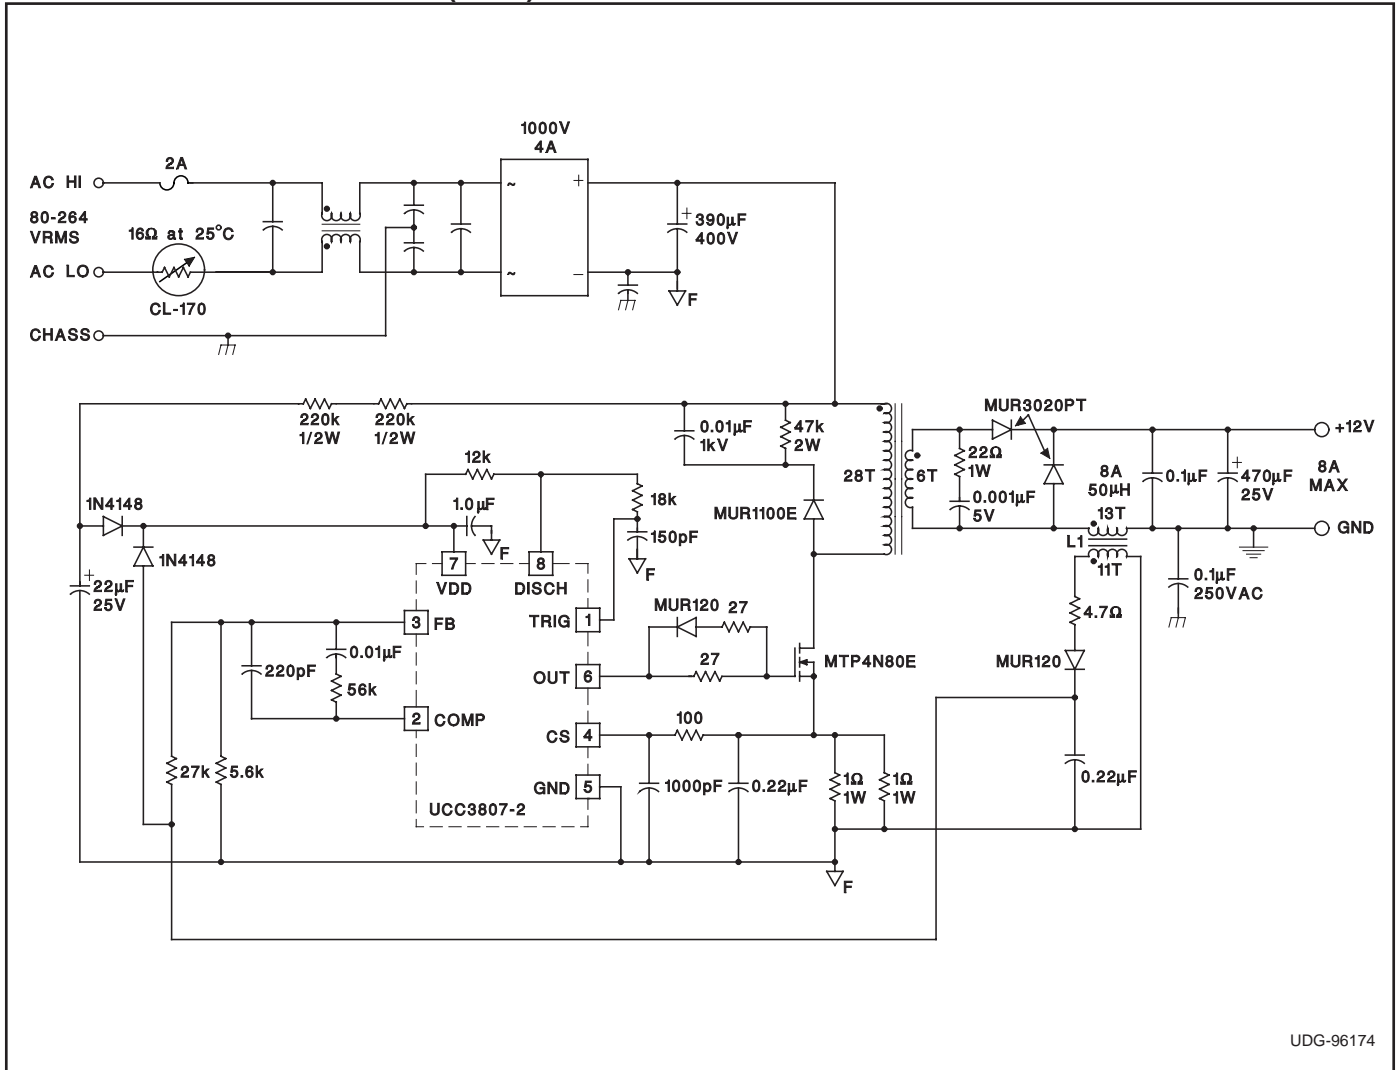 1000V
4A
2A
AC HI
~
+
80-264
VRMS
16Ω at 25°C
+
390µF
400V
AC LO
~
−
CL-170
F
CHASS
220k
1/2W
220k
1/2W
0.01µF
1kV
47k
2W
MUR3020PT
+12V
28T
6T
22Ω
1W
0.001µF
5V
8A
50µH
13T
0.1µF
+
470µF
25V
8A
MAX
12k
18k
1N4148
1.0µF
F
MUR1100E
150pF
F
GND
L1
11T
1N4148
7
VDD
8
DISCH
0.1µF
250VAC
+
22µF
25V
4.7Ω
3
FB
TRIG
1
MUR120
27
0.01µF
220pF
56k
OUT
6
27
MTP4N80E
MUR120
2
COMP
CS
4
100
27k
5.6k
GND
5
1000pF
0.22µF
1Ω
1W
1Ω
1W
0.22µF
UCC3807-2
F
UDG-96174